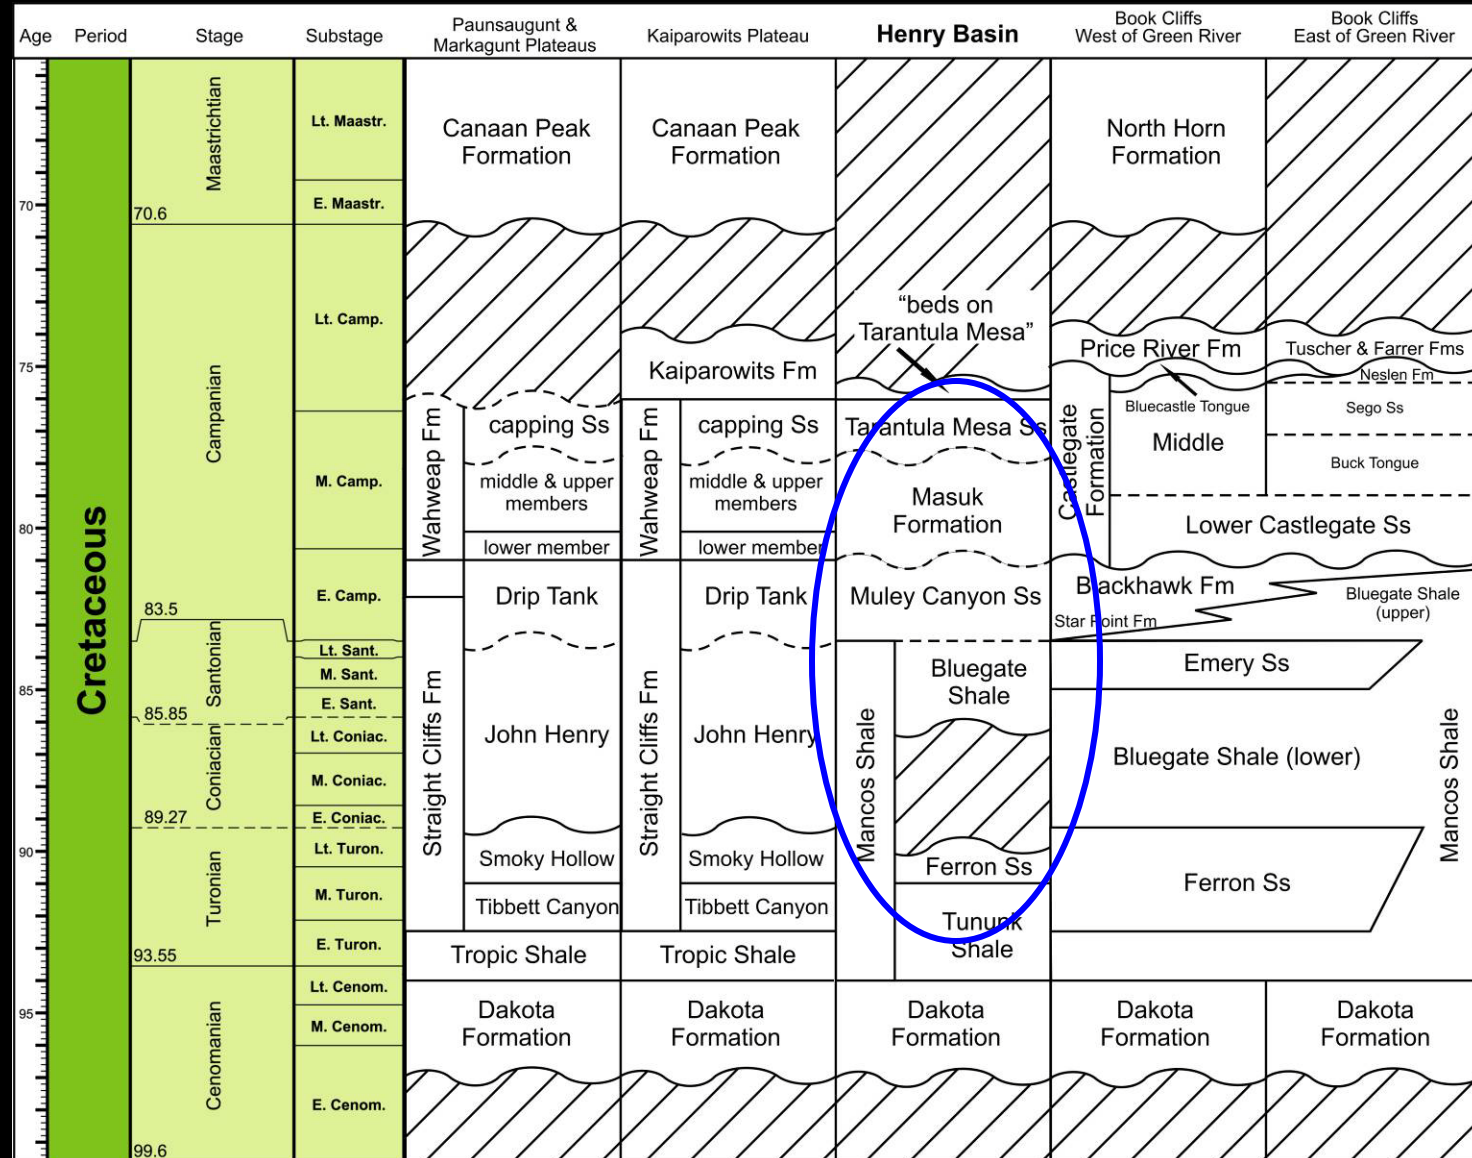 Age
Period
Stage
Substage
Paunsaugunt &
Markagunt Plateaus
Kaiparowits Plateau
Henry Basin
Book Cliffs
West of Green River
Book Cliffs
East of Green River
70
75
80
85
90
95
Cretaceous
Maastrichtian
70.6
Campanian
83.5
Santonian
85.85
Coniacian
89.27
Turonian
93.55
Cenomanian
99.6
Lt. Maastr.
E. Maastr.
Lt. Camp.
M. Camp.
E. Camp.
Lt. Sant.
M. Sant.
E. Sant.
Lt. Coniac.
M. Coniac.
E. Coniac.
Lt. Turon.
M. Turon.
E. Turon.
Lt. Cenom.
M. Cenom.
E. Cenom.
Canaan Peak
Formation
Wahweap Fm
capping Ss
middle & upper
members
lower member
Straight Cliffs Fm
Drip Tank
John Henry
Smoky Hollow
Tibbett Canyon
Tropic Shale
Dakota
Formation
Canaan Peak
Formation
Kaiparowits Fm
Wahweap Fm
capping Ss
middle & upper
members
lower member
Straight Cliffs Fm
Drip Tank
John Henry
Smoky Hollow
Tibbett Canyon
Tropic Shale
Dakota
Formation
“beds on
Tarantula Mesa”
Tarantula Mesa Ss
Masuk
Formation
Muley Canyon Ss
Mancos Shale
Bluegate
Shale
Ferron Ss
Tununk
Shale
Dakota
Formation
North Horn
Formation
Price River Fm
Castlegate
Formation
Bluecastle Tongue
Middle
Lower Castlegate Ss
Blackhawk Fm
Star Point Fm
Emery Ss
Bluegate Shale (lower)
Ferron Ss
Dakota
Formation
Tuscher & Farrer Fms
Neslen Fm
Sego Ss
Buck Tongue
Bluegate Shale
(upper)
Mancos Shale
Dakota
Formation